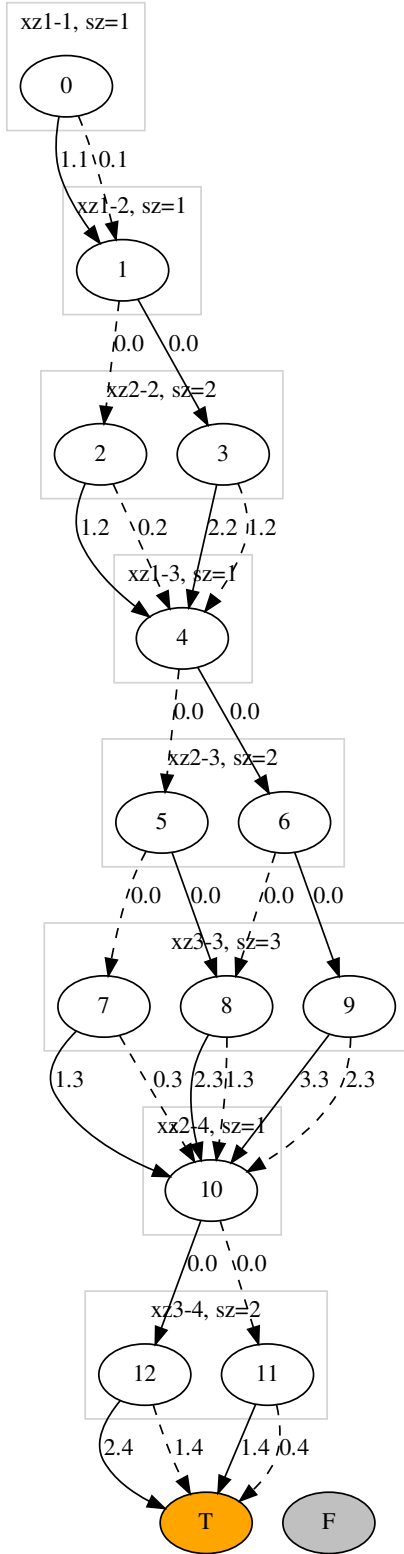 xz1-1, sz=1
0
1.1 0.1
xz1-2, sz=1
1
0.0 0.0
xz2-2, sz=2
2 3
1.2 0.2 2.2 1.2
xz1-3, sz=1
4
0.0 0.0
xz2-3, sz=2
5 6
0.0 0.0 0.0 0.0
xz3-3, sz=3
7 8 9
1.3 0.3 2.3 1.3 3.3 2.3
xz2-4, sz=1
10
0.0 0.0
xz3-4, sz=2
12 11
2.4 1.4 1.4 0.4
T F